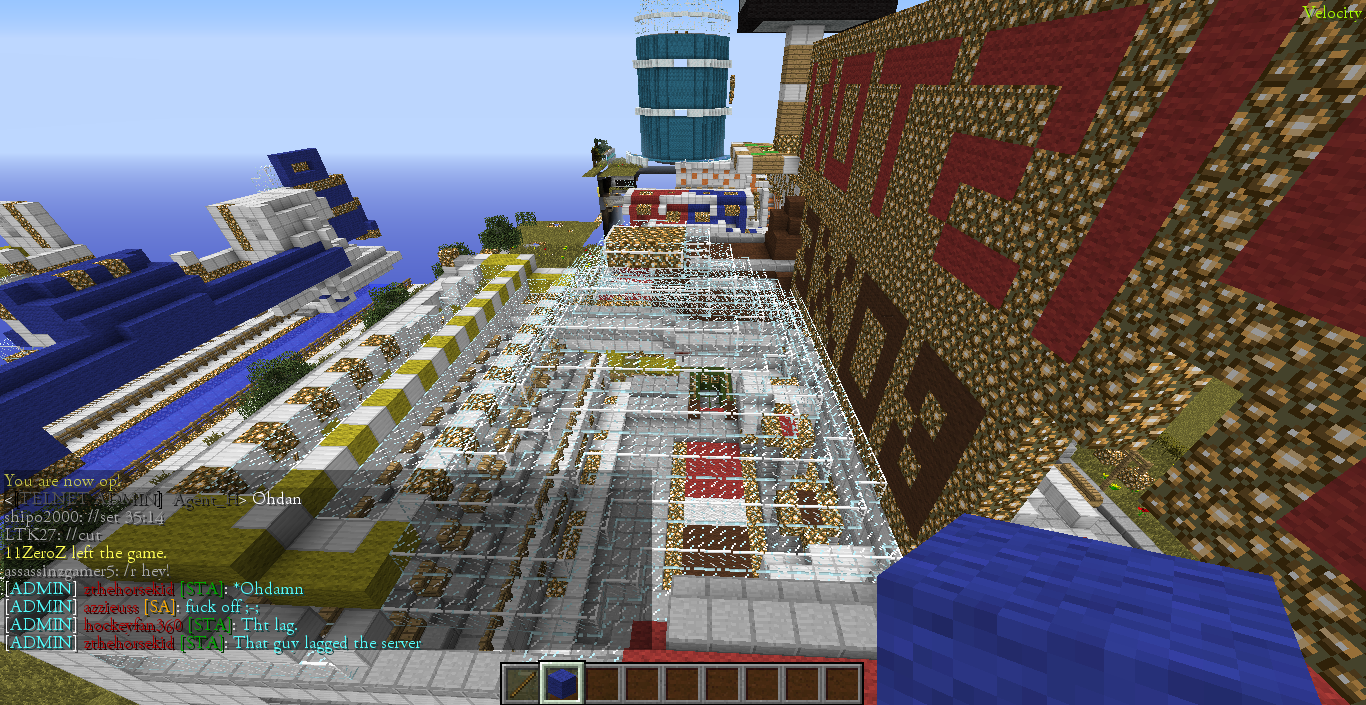 Velocity
HOTEL
You are now op!
<[TELNET ADMIN] Agent_H> Ohdan
shipo2000: //set 35:14
LTK27: //cut
11ZeroZ left the game.
assassinzgamer5: /r hey!
[ADMIN] zthehorsekid [STA]: *Ohdamn
[ADMIN] azzieuss [SA]: fuck off ;-;
[ADMIN] hockeyfan360 [STA]: Tht lag.
[ADMIN] zthehorsekid [STA]: That guy lagged the server